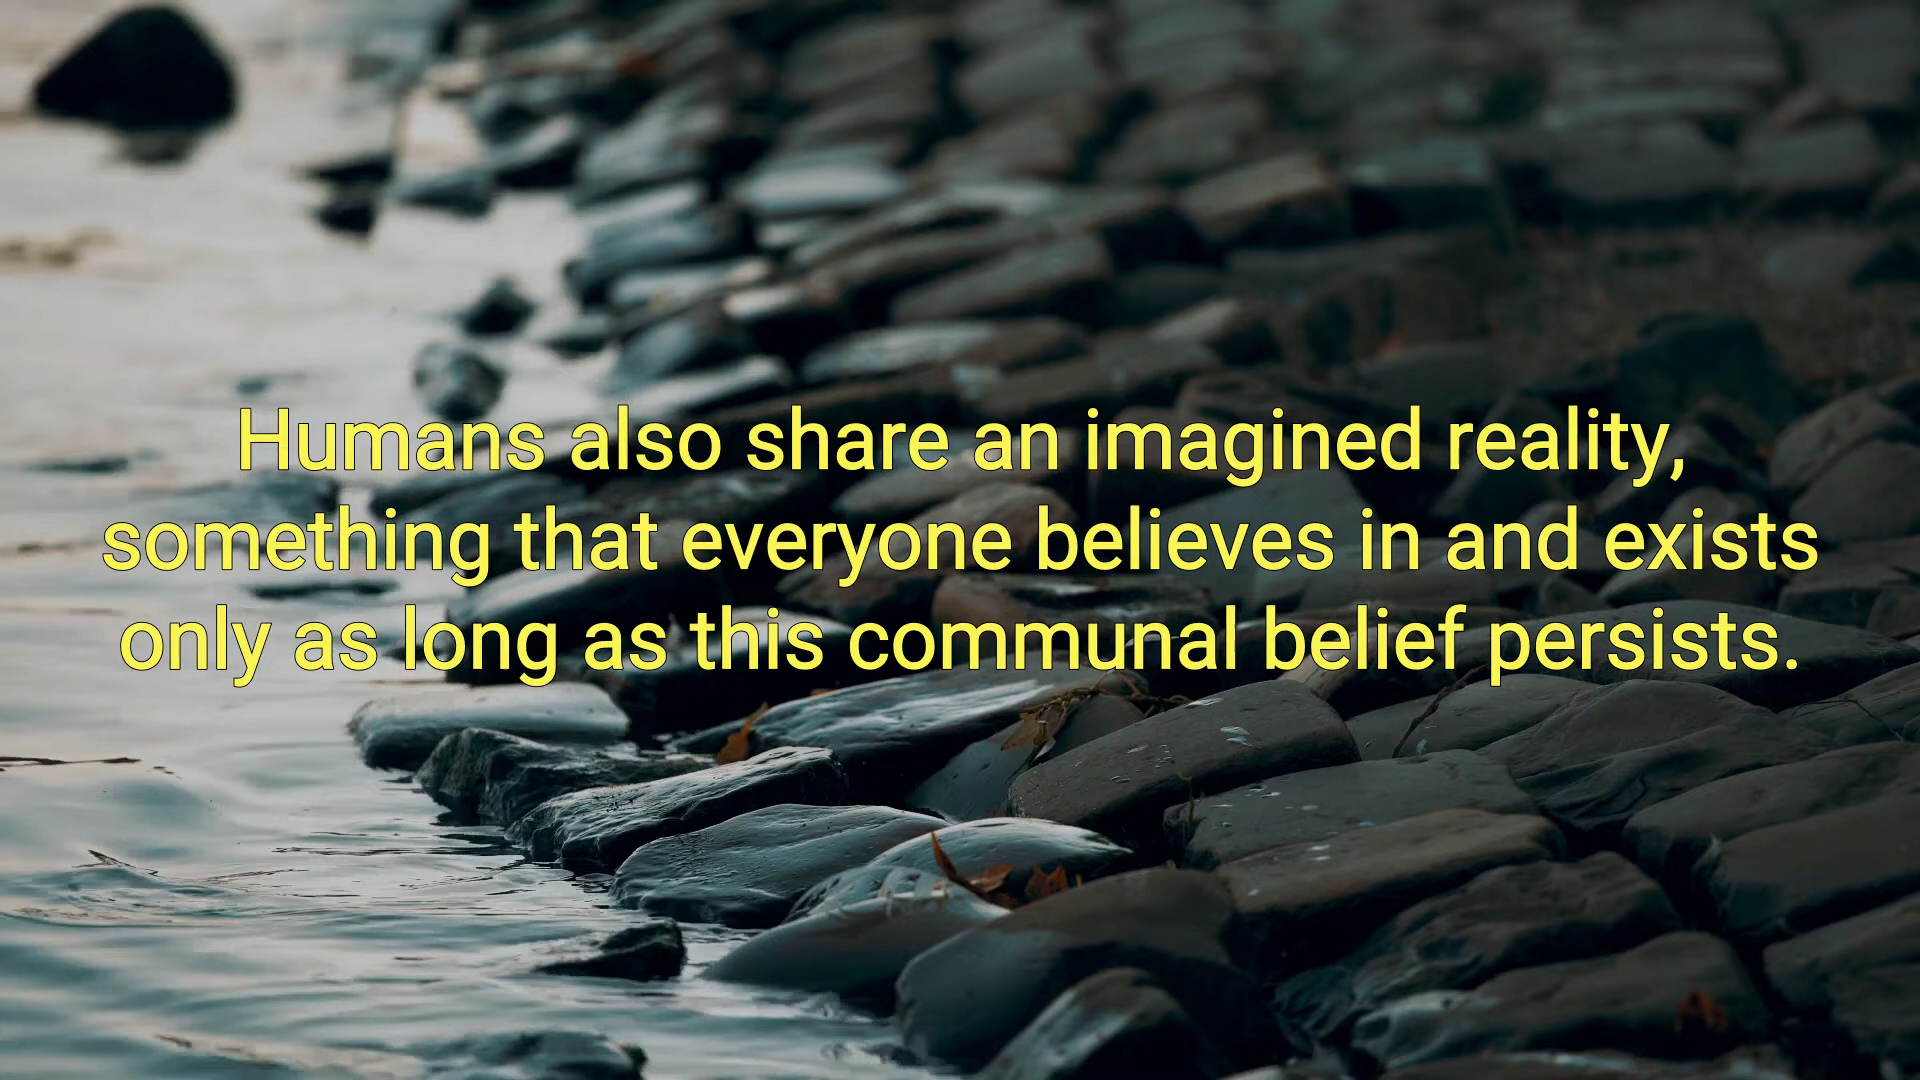 Humans also share an imagined reality,
something that everyone believes in and exists
only as long as this communal belief persists.